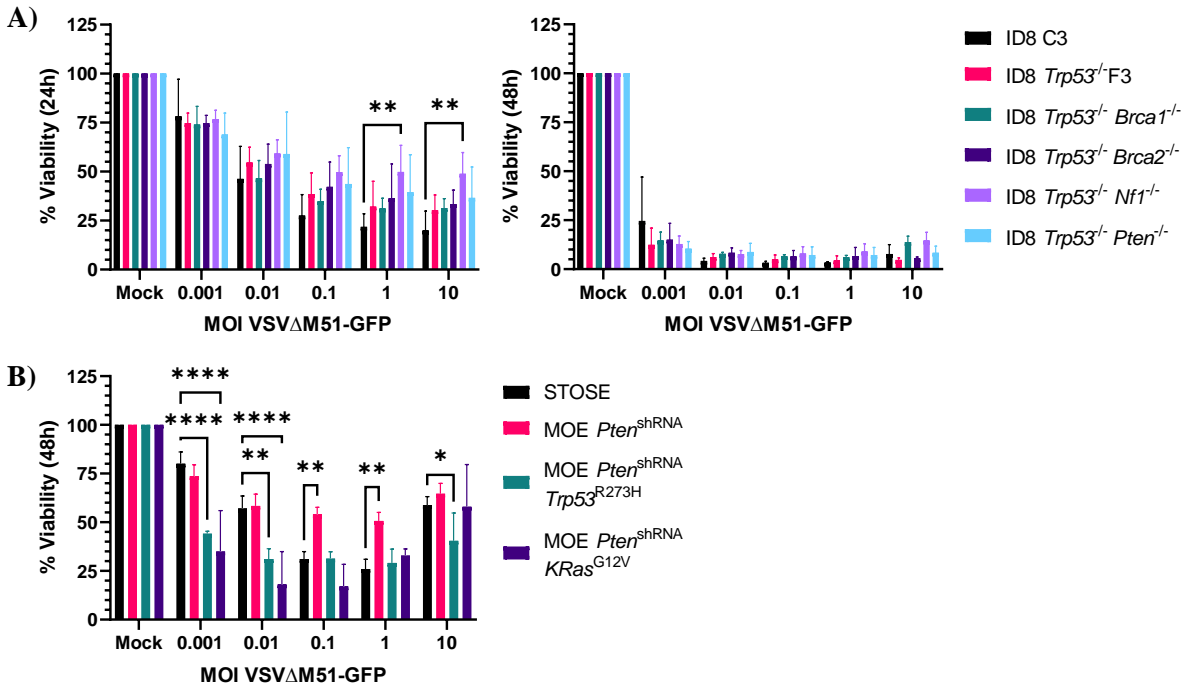 A)
125
100
75
50
25
0
% Viability (24h)
** **
Mock 0.001 0.01 0.1 1 10
MOI VSVΔM51-GFP
125
100
75
50
25
0
% Viability (48h)
Mock 0.001 0.01 0.1 1 10
MOI VSVΔM51-GFP
ID8 C3
ID8 Trp53-/-F3
ID8 Trp53-/- Brca1-/-
ID8 Trp53-/- Brca2-/-
ID8 Trp53-/- Nf1-/-
ID8 Trp53-/- Pten-/-
B)
125
100
75
50
25
0
% Viability (48h)
****
**** ****
** ** ** *
Mock 0.001 0.01 0.1 1 10
MOI VSVΔM51-GFP
STOSE
MOE PtenshRNA
MOE PtenshRNA
Trp53R273H
MOE PtenshRNA
KRasG12V